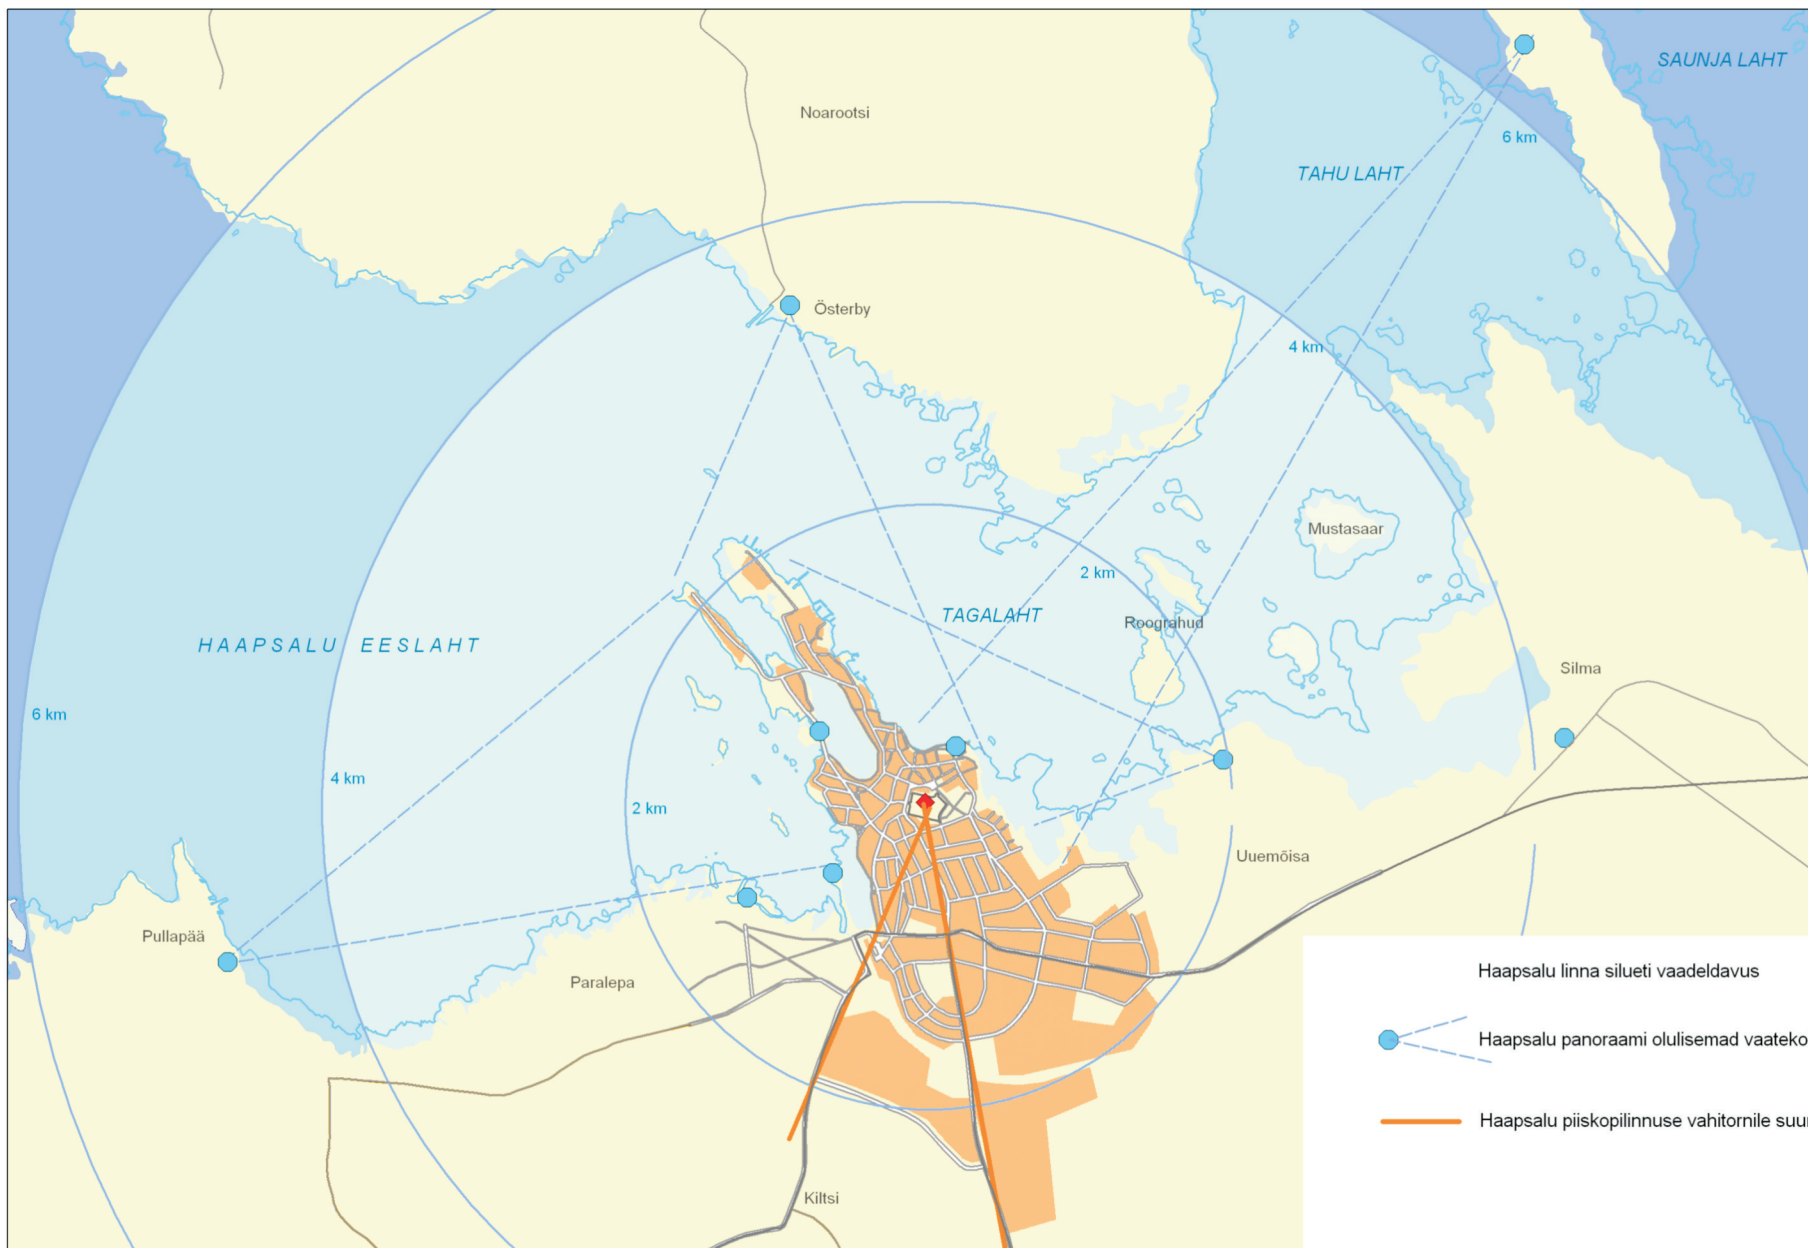 SAUNJA LAHT
Noarootsi
6 km
TAHU LAHT
Österby
4 km
Mustasaar
2 km
TAGALAHT
Roograhud
HAAPSALU EESLAHT
Silma
6 km
4 km
2 km
Uuemõisa
Pullapää
Paralepa
Haapsalu linna silueti vaadeldavus
Haapsalu panoraami olulisemad vaateko
Haapsalu piiskopilinnuse vahitornile suu
Kiltsi